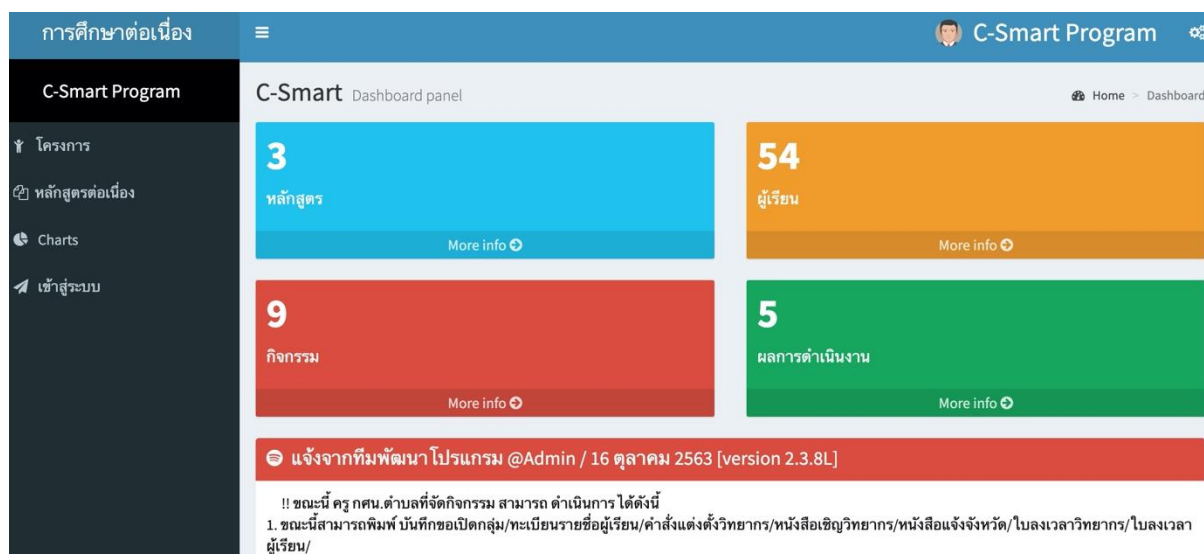 การศึกษาต่อเนื่อง
C-Smart Program
C-Smart Program
C-Smart Dashboard panel
Home > Dashboard
โครงการ
หลักสูตรต่อเนื่อง
Charts
เข้าสู่ระบบ
3
หลักสูตร
More info
54
ผู้เรียน
More info
9
กิจกรรม
More info
5
ผลการดำเนินงาน
More info
แจ้งจากทีมพัฒนาโปรแกรม @Admin / 16 ตุลาคม 2563 [version 2.3.8L]
!! ขณะนี้ ครู กศน.ตำบลที่จัดกิจกรรม สามารถ ดำเนินการ ได้ดังนี้
1. ขณะนี้สามารถพิมพ์ บันทึกขอเปิดกลุ่ม/ทะเบียนรายชื่อผู้เรียน/คำสั่งแต่งตั้งวิทยากร/หนังสือเชิญวิทยากร/หนังสือแจ้งจังหวัด/ใบลงเวลาวิทยากร/ใบลงเวลา
ผู้เรียน/